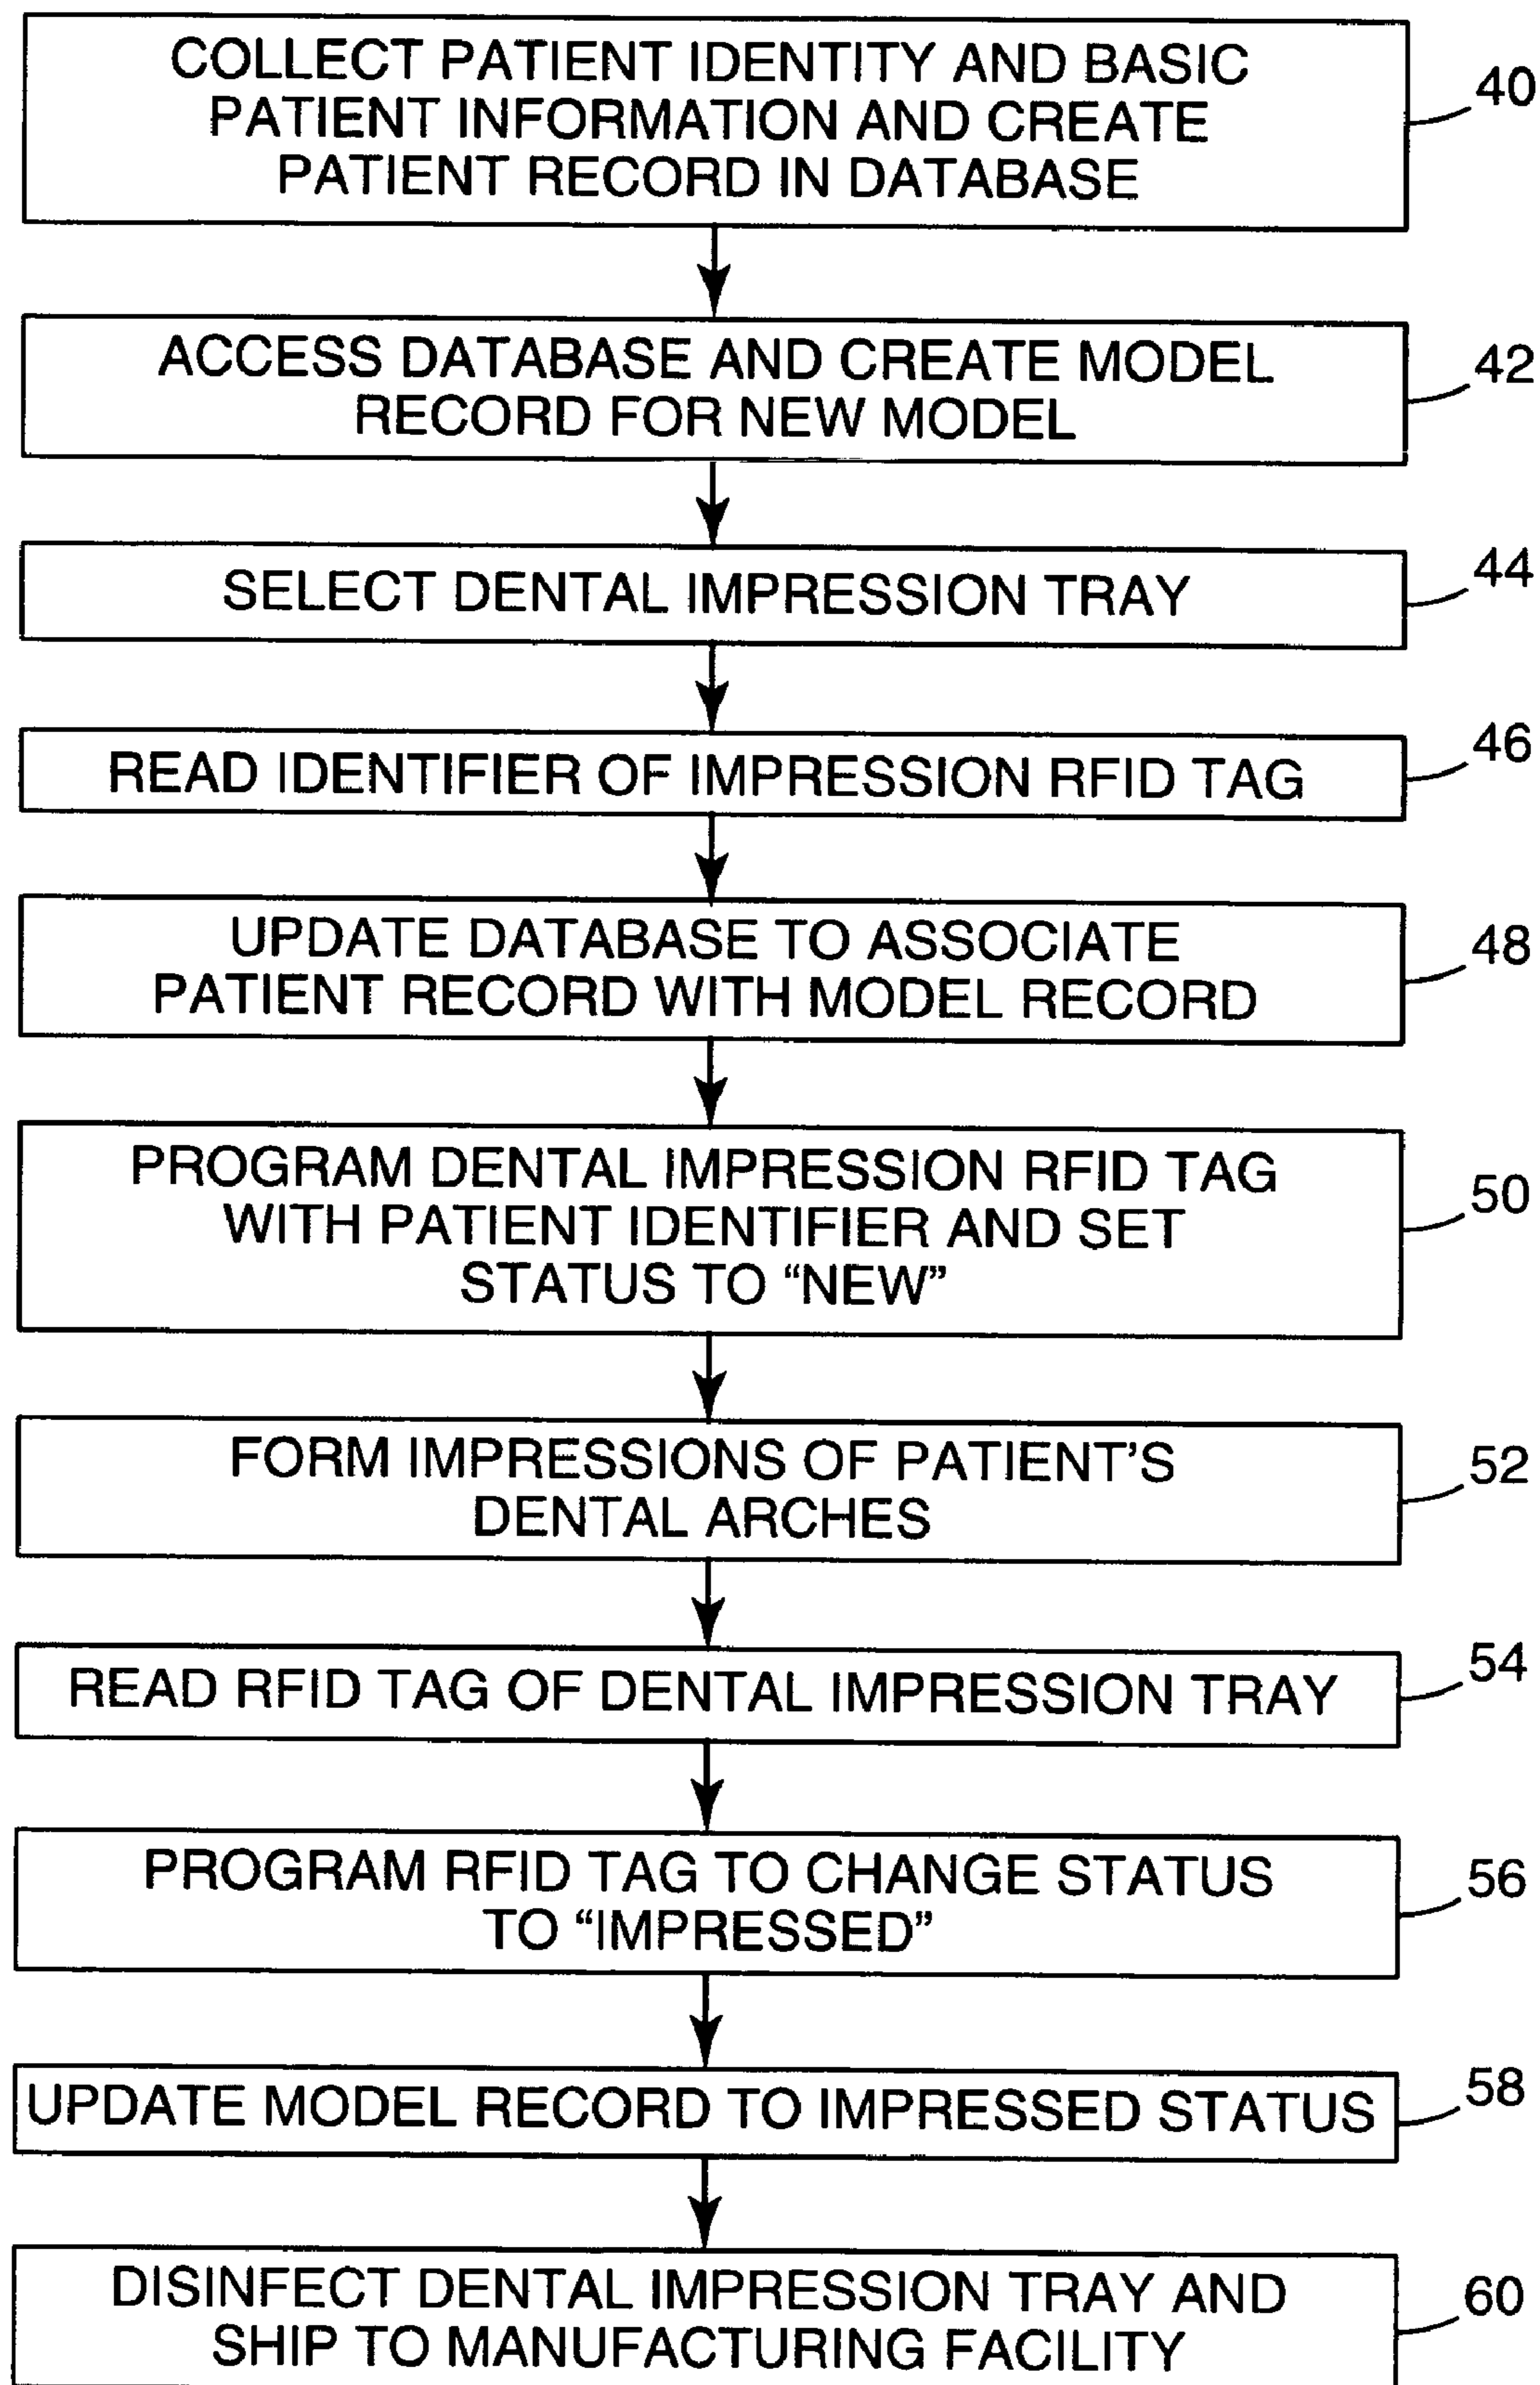 COLLECT PATIENT IDENTITY AND BASIC
PATIENT INFORMATION AND CREATE
PATIENT RECORD IN DATABASE
40
ACCESS DATABASE AND CREATE MODEL
RECORD FOR NEW MODEL
42
SELECT DENTAL IMPRESSION TRAY
44
READ IDENTIFIER OF IMPRESSION RFID TAG
46
UPDATE DATABASE TO ASSOCIATE
PATIENT RECORD WITH MODEL RECORD
48
PROGRAM DENTAL IMPRESSION RFID TAG
WITH PATIENT IDENTIFIER AND SET
STATUS TO “NEW”
50
FORM IMPRESSIONS OF PATIENT’S
DENTAL ARCHES
52
READ RFID TAG OF DENTAL IMPRESSION TRAY
54
PROGRAM RFID TAG TO CHANGE STATUS
TO “IMPRESSED”
56
UPDATE MODEL RECORD TO IMPRESSED STATUS
58
DISINFECT DENTAL IMPRESSION TRAY AND
SHIP TO MANUFACTURING FACILITY
60